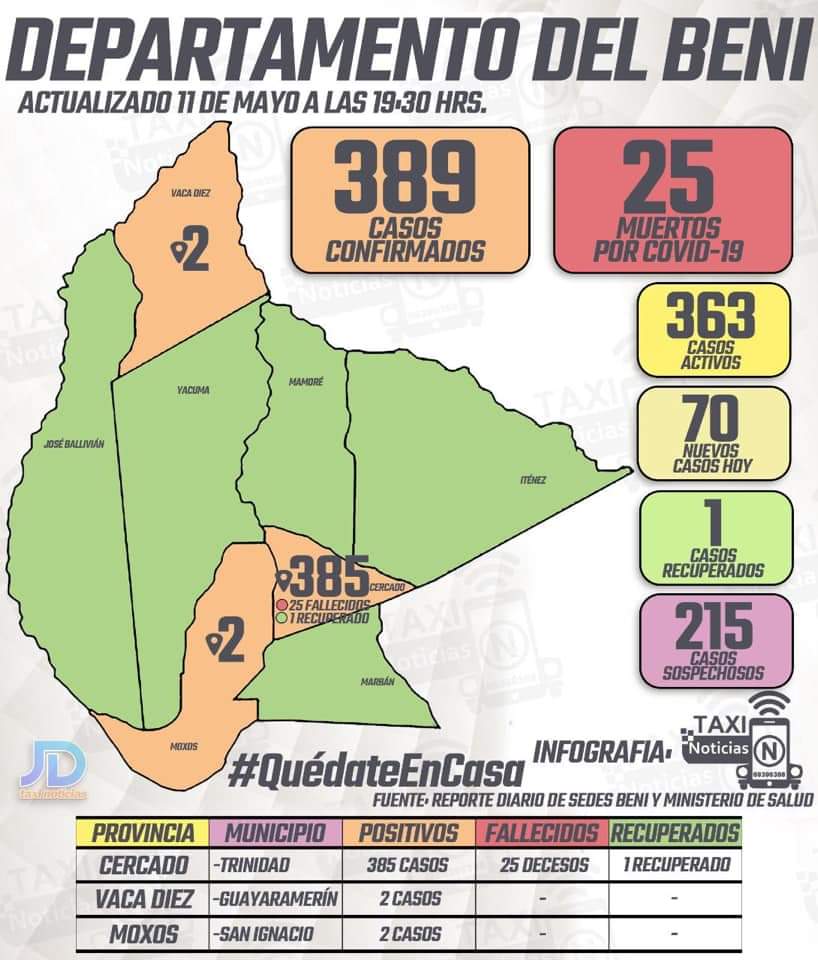 DEPARTAMENTO DEL BENI
ACTUALIZADO 11 DE MAYO A LAS 19:30 HRS.
389
CASOS
CONFIRMADOS
25
MUERTOS
POR COVID-19
363
CASOS
ACTIVOS
70
NUEVOS
CASOS HOY
1
CASOS
RECUPERADOS
215
CASOS
SOSPECHOSOS
VACA DIEZ
2
YACUMA
MAMORÉ
JOSÉ BALLIVIÁN
ITÉNEZ
385 CERCADO
25 FALLECIDOS
1 RECUPERADO
2
MARBÁN
MOXOS
JD
taxi noticias
#QuédateEnCasa
INFOGRAFIA:
TAXI
Noticias
N
FUENTE: REPORTE DIARIO DE SEDES BENI Y MINISTERIO DE SALUD
PROVINCIA MUNICIPIO POSITIVOS FALLECIDOS RECUPERADOS
CERCADO -TRINIDAD 385 CASOS 25 DECESOS 1 RECUPERADO
VACA DIEZ -GUAYARAMERÍN 2 CASOS - -
MOXOS -SAN IGNACIO 2 CASOS - -